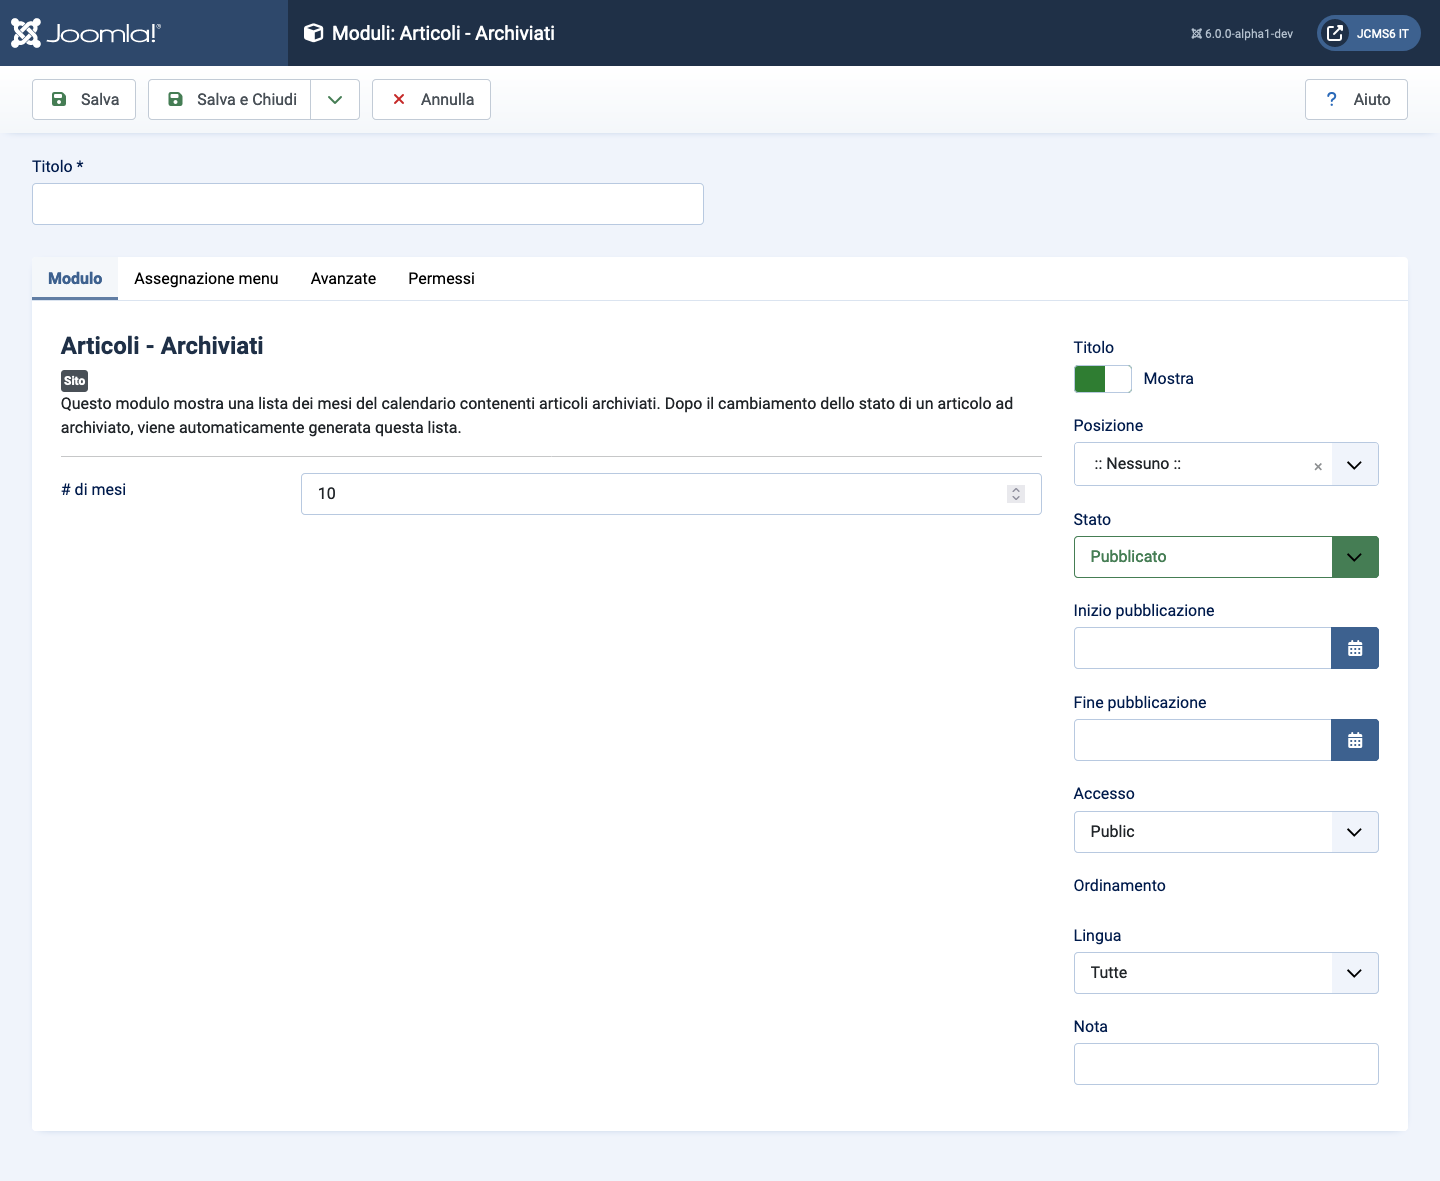 Joomla!
Moduli: Articoli - Archiviati
6.0.0-alpha1-dev
JCMS6 IT
Salva
Salva e Chiudi
Annulla
? Aiuto
Titolo *
Modulo
Assegnazione menu
Avanzate
Permessi
Articoli - Archiviati
Sito
Questo modulo mostra una lista dei mesi del calendario contenenti articoli archiviati. Dopo il cambiamento dello stato di un articolo ad
archiviato, viene automaticamente generata questa lista.
# di mesi
10
Titolo
Mostra
Posizione
:: Nessuno ::
Stato
Pubblicato
Inizio pubblicazione
Fine pubblicazione
Accesso
Public
Ordinamento
Lingua
Tutte
Nota